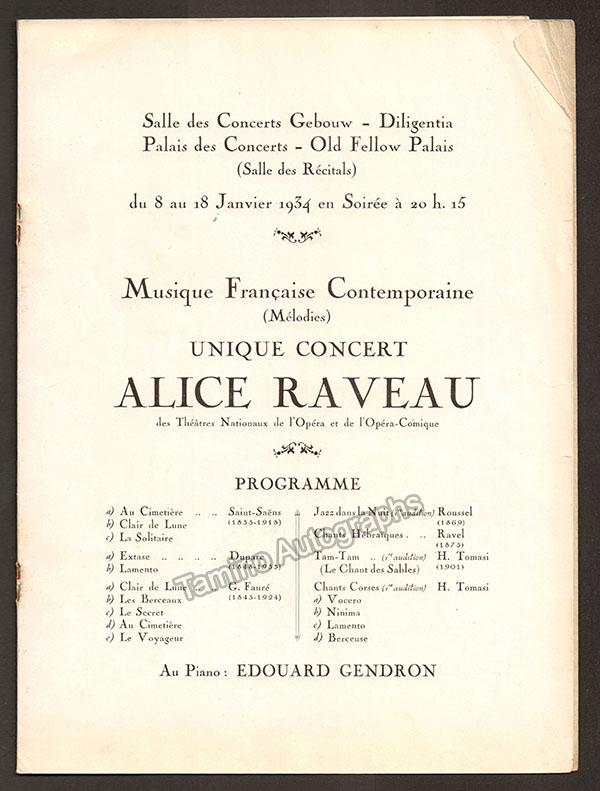 Salle des Concerts Gebouw – Diligentia
Palais des Concerts – Old Fellow Palais
(Salle des Récitals)
du 8 au 18 Janvier 1934 en Soirée à 20 h. 15
Musique Française Contemporaine
(Mélodies)
UNIQUE CONCERT
ALICE RAVEAU
des Théâtres Nationaux de l'Opéra et de l'Opéra-Comique
PROGRAMME
a) Au Cimetière .. .. Saint-Saëns
b) Clair de Lune (1835-1918)
c) La Solitaire
a) Extase .. .. .. .. .. Duparc
b) Lamento
a) Clair de Lune .. .. G. Fauré
b) Les Berceaux (1845-1924)
c) Le Secret
d) Au Cimetière
e) Le Voyageur
Jazz dans la Nuit (1re audition) Roussel
(1869)
Chants Hébraïques . .. Ravel
(1875)
Tam-Tam .. (1re audition) H. Tomasi
(Le Chant des Sables) (1901)
Chants Corses (1re audition) H. Tomasi
a) Vocero
b) Ninima
c) Lamento
d) Berceuse
Au Piano : EDOUARD GENDRON
Tamino Autographs